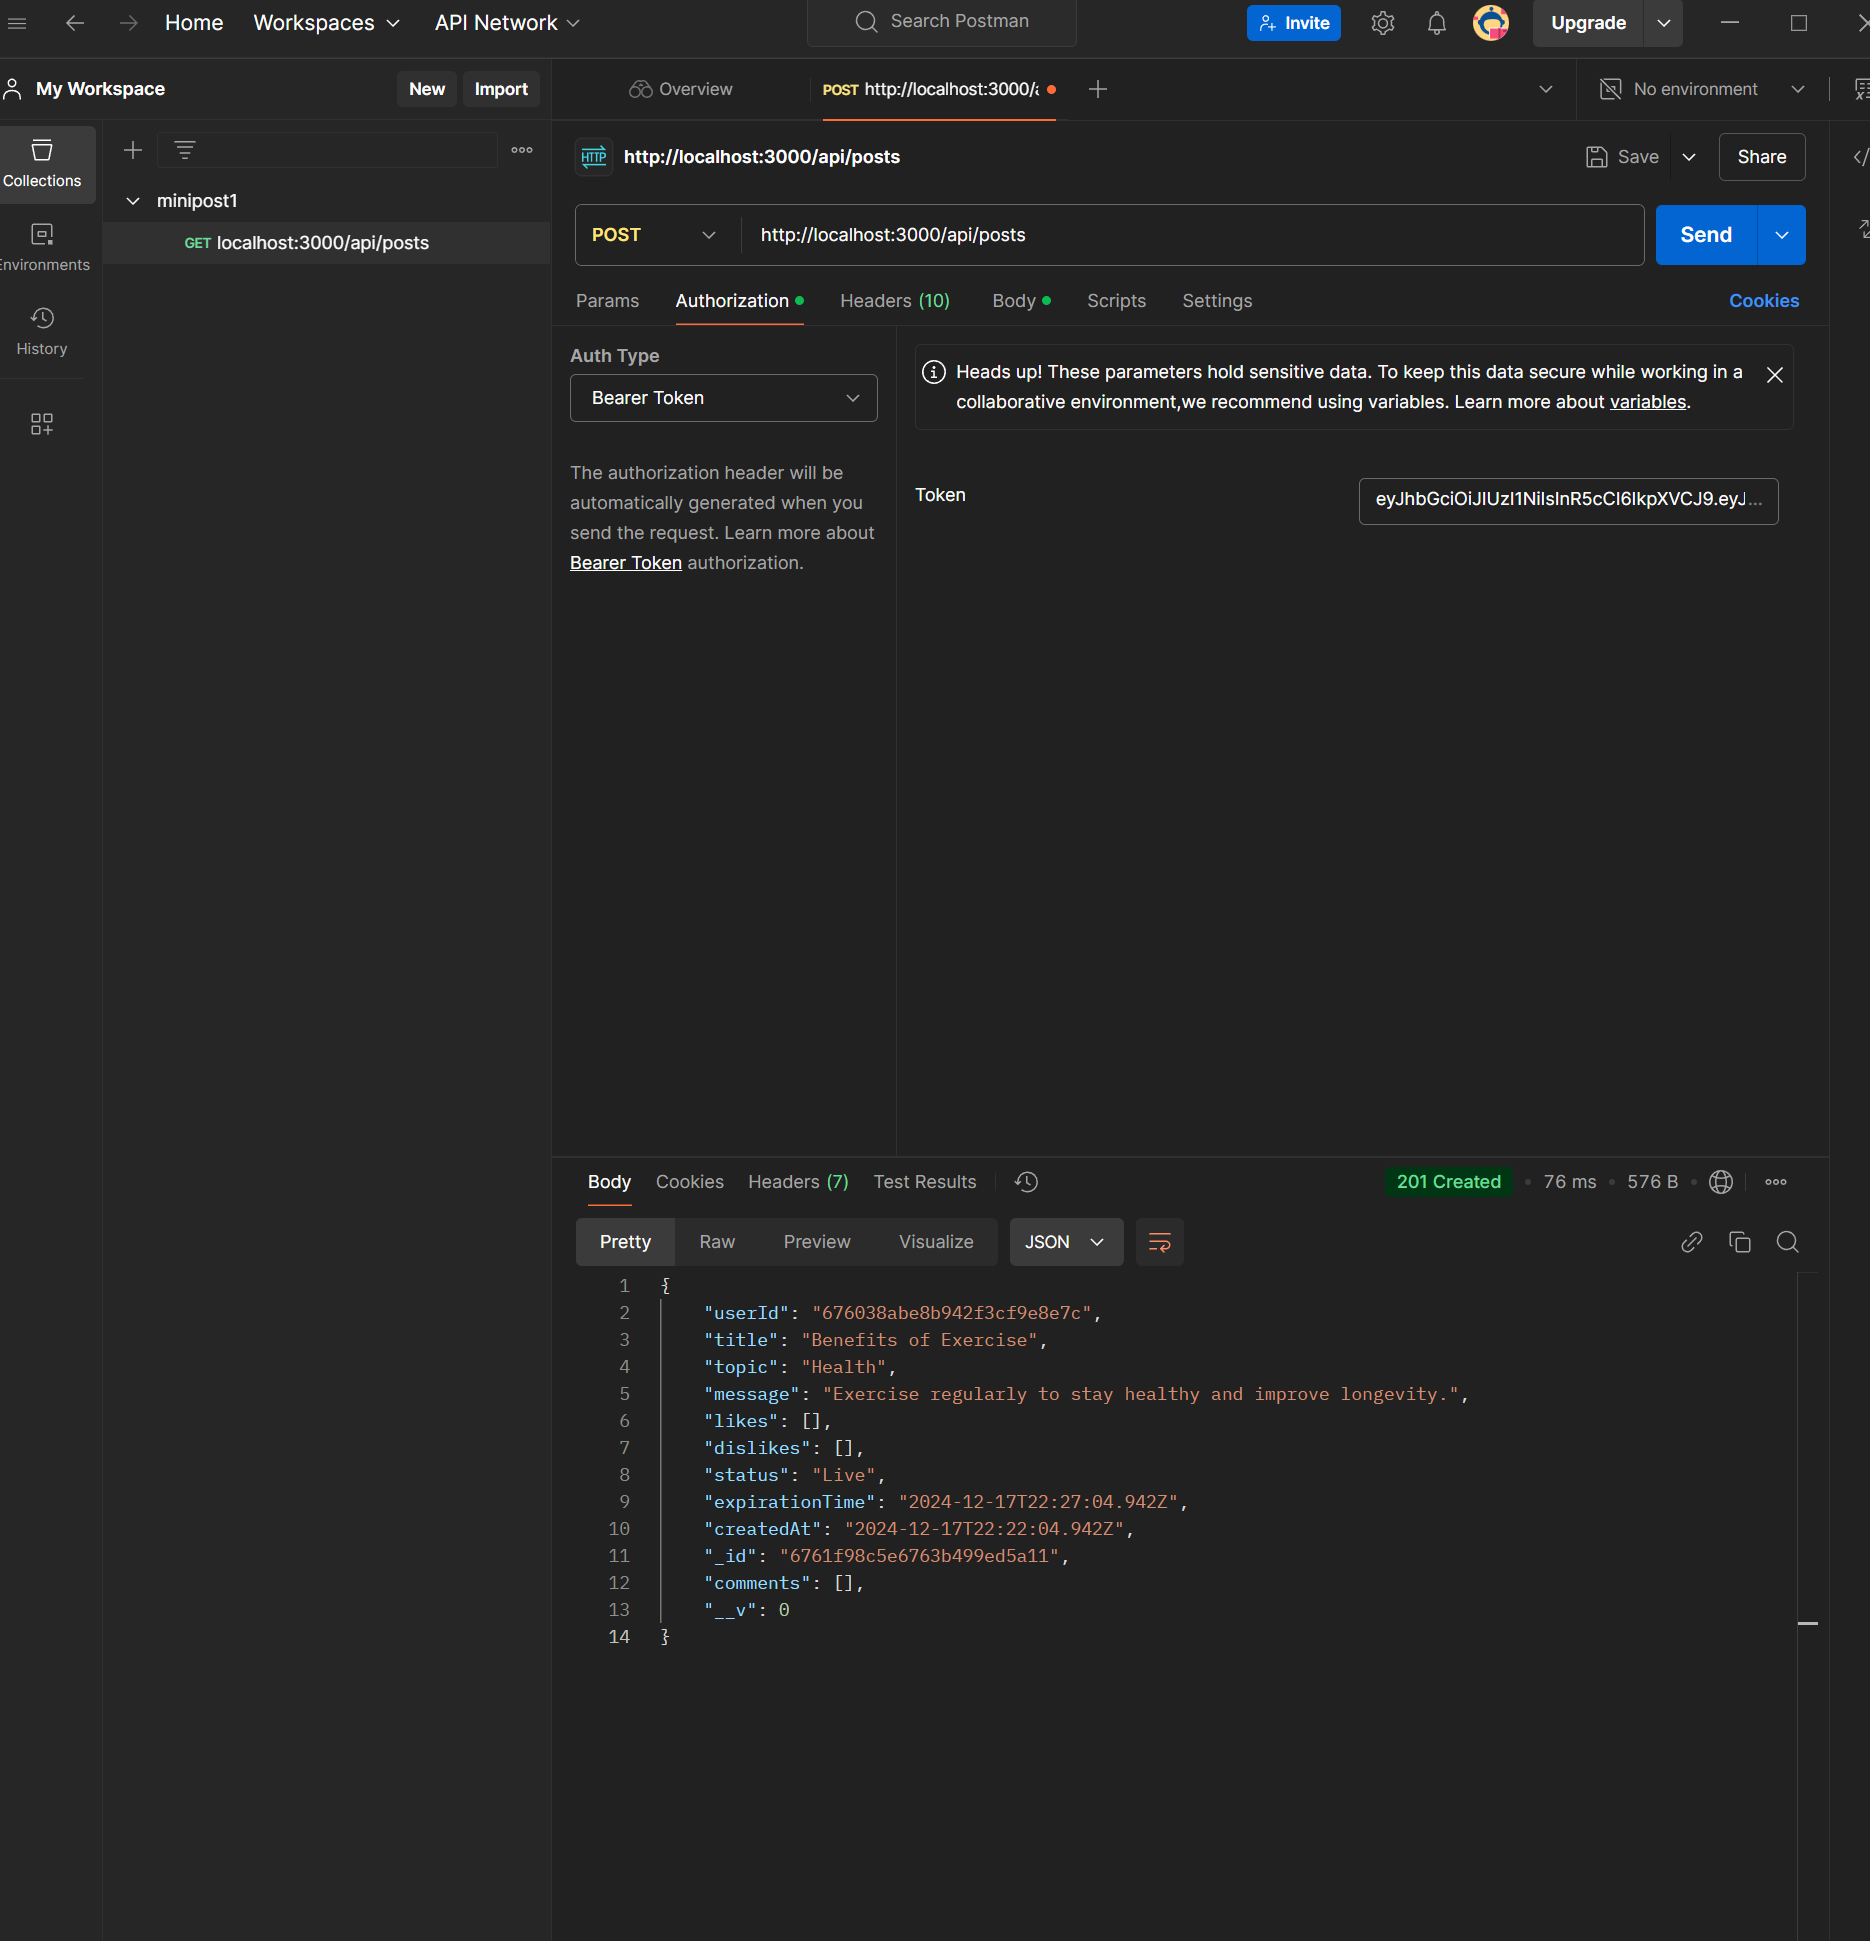 Home Workspaces API Network Search Postman Invite Upgrade
My Workspace New Import Overview POST http://localhost:3000/a No environment
Collections
Environments
History
minipost1
GET localhost:3000/api/posts
HTTP http://localhost:3000/api/posts Save Share
POST http://localhost:3000/api/posts Send
Params Authorization Headers (10) Body Scripts Settings Cookies
Auth Type
Bearer Token
The authorization header will be
automatically generated when you
send the request. Learn more about
Bearer Token authorization.
Heads up! These parameters hold sensitive data. To keep this data secure while working in a
collaborative environment,we recommend using variables. Learn more about variables.
Token eyJhbGciOiJIUzI1NiIsInR5cCI6IkpXVCJ9.eyJ...
Body Cookies Headers (7) Test Results 201 Created • 76 ms • 576 B •
Pretty Raw Preview Visualize JSON
1 {
2 "userId": "676038abe8b942f3cf9e8e7c",
3 "title": "Benefits of Exercise",
4 "topic": "Health",
5 "message": "Exercise regularly to stay healthy and improve longevity.",
6 "likes": [],
7 "dislikes": [],
8 "status": "Live",
9 "expirationTime": "2024-12-17T22:27:04.942Z",
10 "createdAt": "2024-12-17T22:22:04.942Z",
11 "_id": "6761f98c5e6763b499ed5a11",
12 "comments": [],
13 "__v": 0
14 }